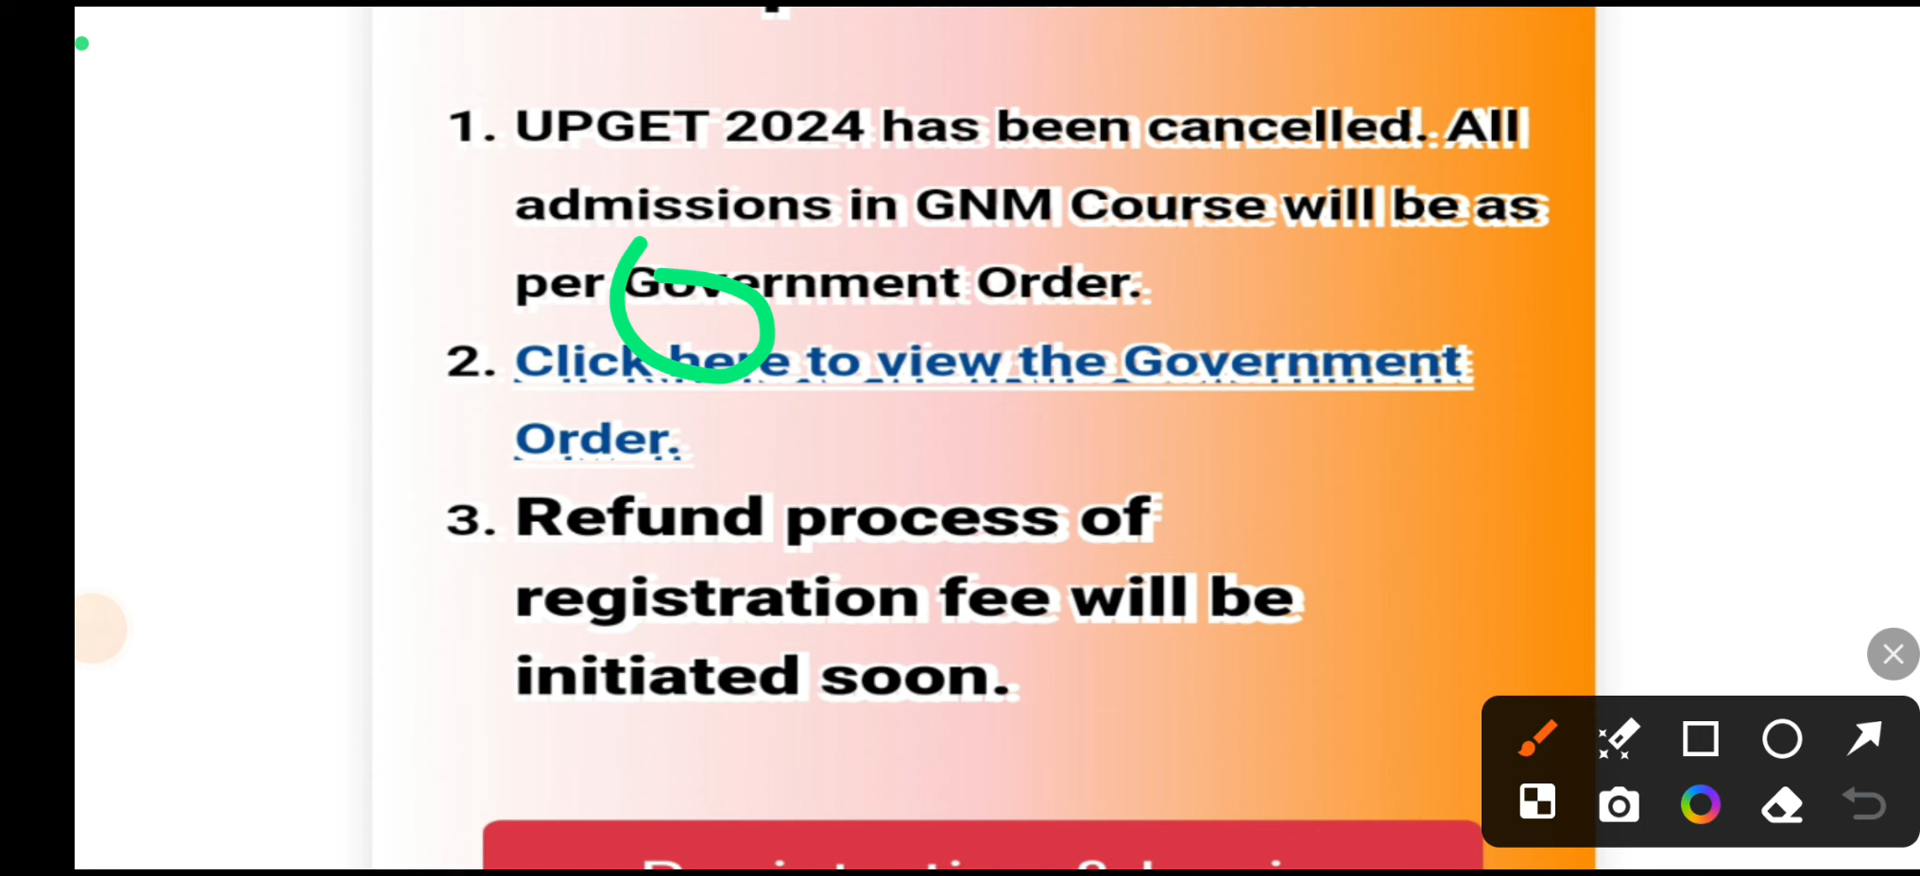 1. UPGET 2024 has been cancelled. All
admissions in GNM Course will be as
per Government Order.
2. Click here to view the Government
Order.
3. Refund process of
registration fee will be
initiated soon.